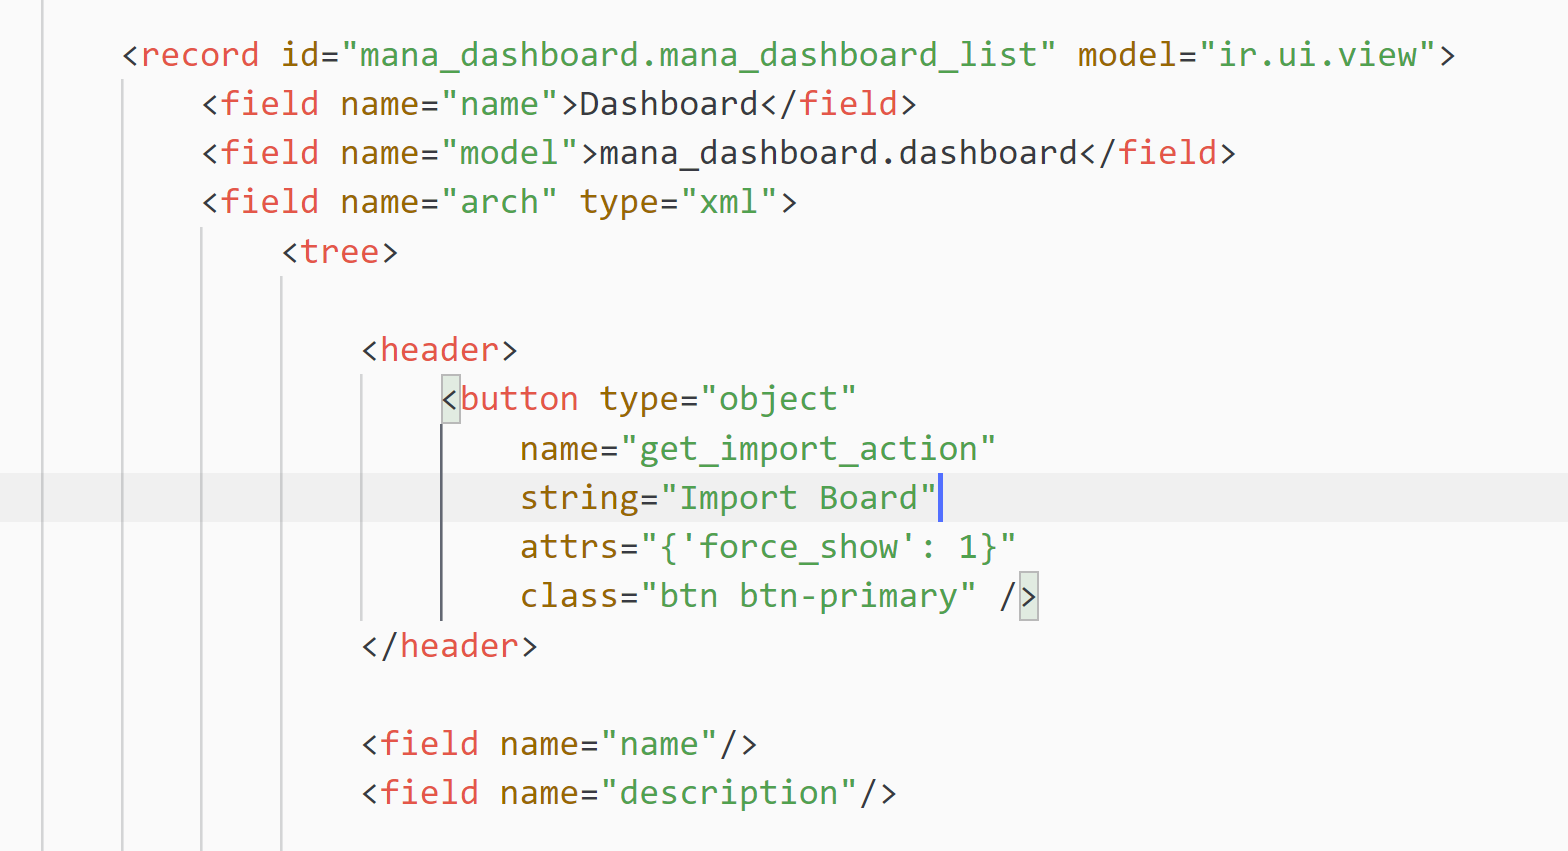 <record id="mana_dashboard.mana_dashboard_list" model="ir.ui.view">
<field name="name">Dashboard</field>
<field name="model">mana_dashboard.dashboard</field>
<field name="arch" type="xml">
<tree>
<header>
<button type="object"
name="get_import_action"
string="Import Board"
attrs="{'force_show': 1}"
class="btn btn-primary" />
</header>
<field name="name"/>
<field name="description"/>